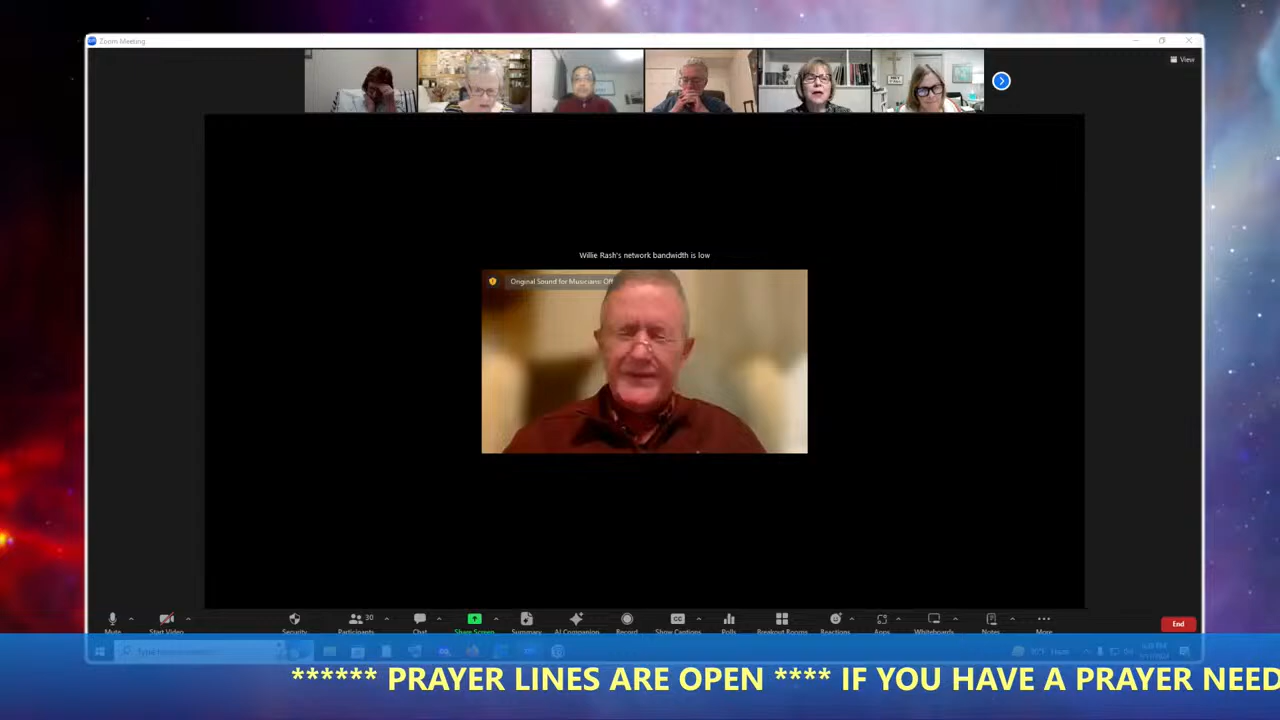 Zoom Meeting
View
Willie Rash's network bandwidth is low
Original Sound for Musicians: Off
30
Mute
Start Video
Security
Participants
Chat
Share Screen
Summary
AI Companion
Record
Show Captions
Polls
Breakout Rooms
Reactions
Apps
Whiteboards
Notes
More
End
****** PRAYER LINES ARE OPEN **** IF YOU HAVE A PRAYER NEED